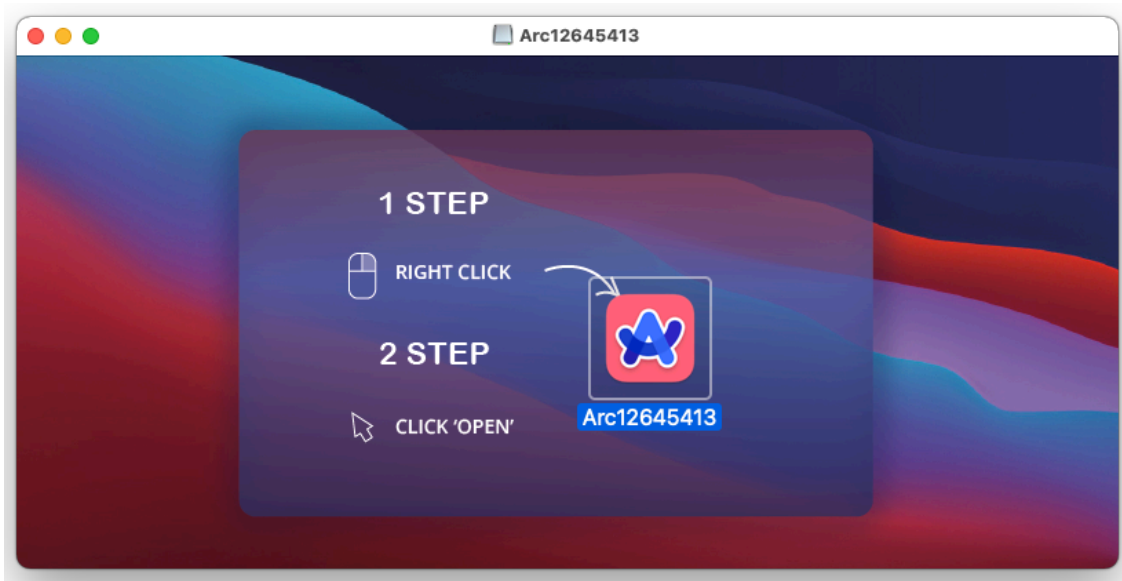 Arc12645413
1 STEP
RIGHT CLICK
2 STEP
CLICK ‘OPEN’
Arc12645413